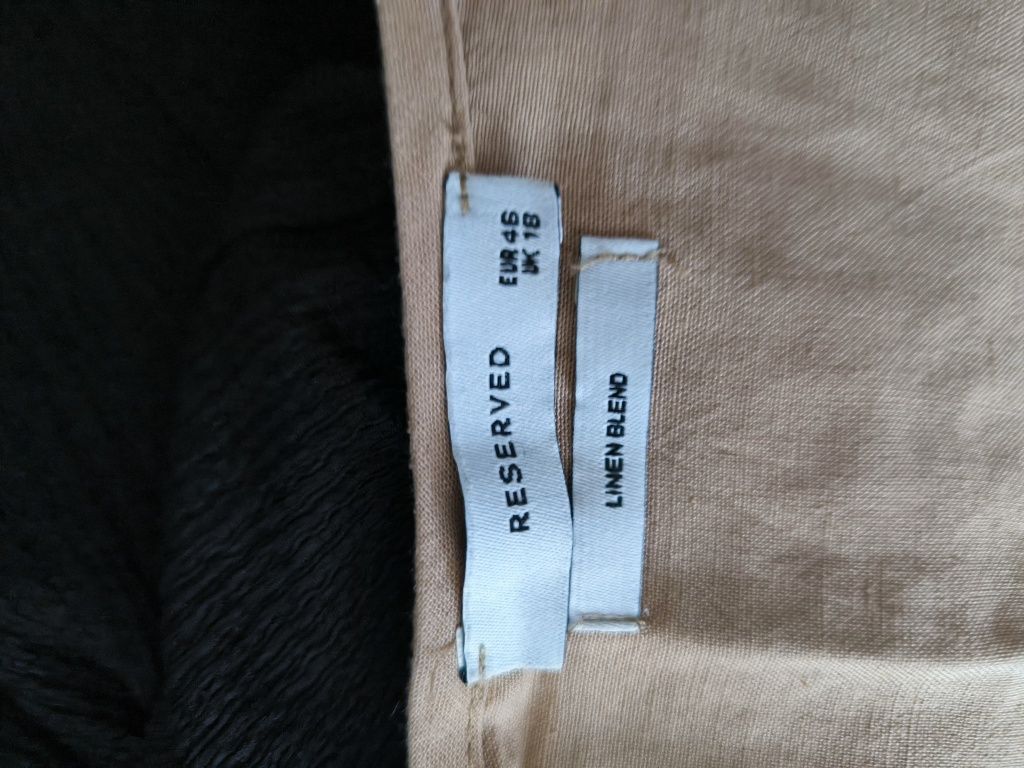 RESERVED
EUR 46
UK 18
LINEN BLEND